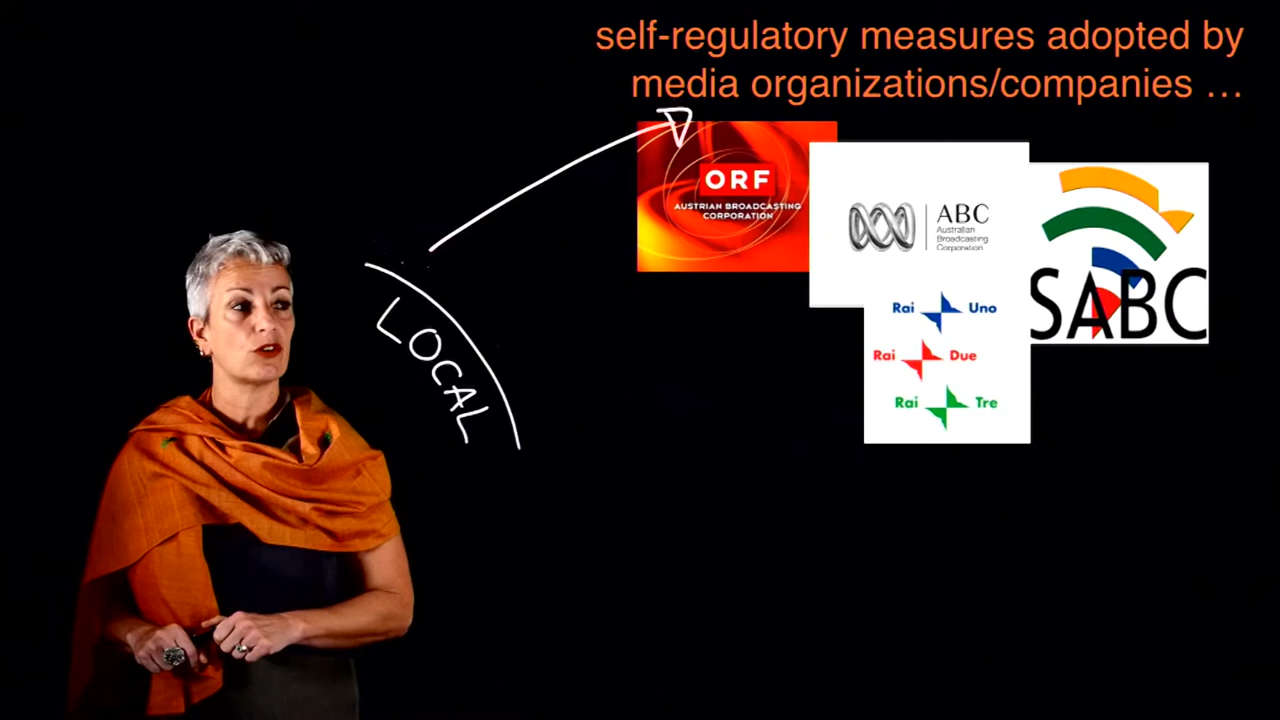 self-regulatory measures adopted by
media organizations/companies …
ORF
AUSTRIAN BROADCASTING
CORPORATION
ABC
Australian
Broadcasting
Corporation
SABC
Rai Uno
Rai Due
Rai Tre
LOCAL